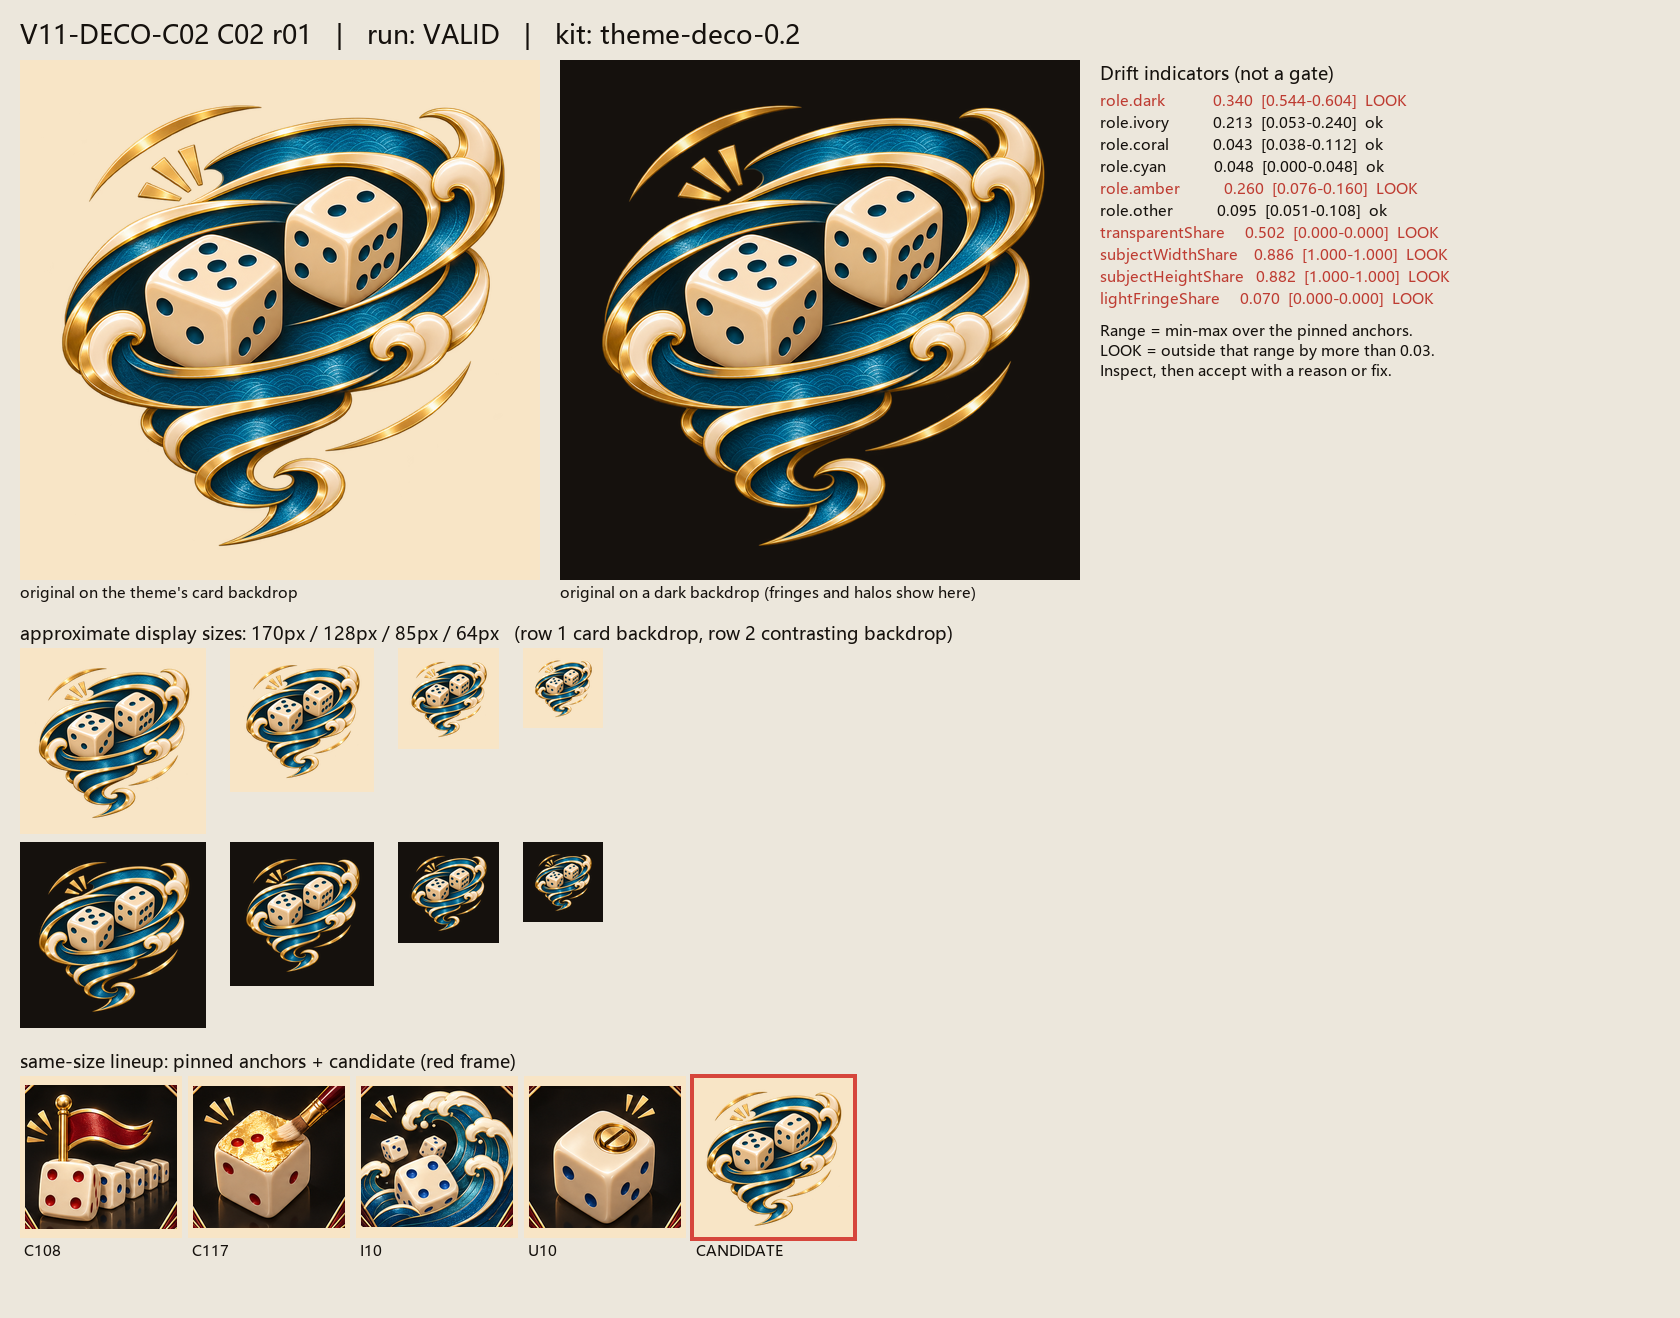 V11-DECO-C02 C02 r01 | run: VALID | kit: theme-deco-0.2
Drift indicators (not a gate)
role.dark 0.340 [0.544-0.604] LOOK
role.ivory 0.213 [0.053-0.240] ok
role.coral 0.043 [0.038-0.112] ok
role.cyan 0.048 [0.000-0.048] ok
role.amber 0.260 [0.076-0.160] LOOK
role.other 0.095 [0.051-0.108] ok
transparentShare 0.502 [0.000-0.000] LOOK
subjectWidthShare 0.886 [1.000-1.000] LOOK
subjectHeightShare 0.882 [1.000-1.000] LOOK
lightFringeShare 0.070 [0.000-0.000] LOOK
Range = min-max over the pinned anchors.
LOOK = outside that range by more than 0.03.
Inspect, then accept with a reason or fix.
original on the theme's card backdrop
original on a dark backdrop (fringes and halos show here)
approximate display sizes: 170px / 128px / 85px / 64px (row 1 card backdrop, row 2 contrasting backdrop)
same-size lineup: pinned anchors + candidate (red frame)
C108
C117
I10
U10
CANDIDATE